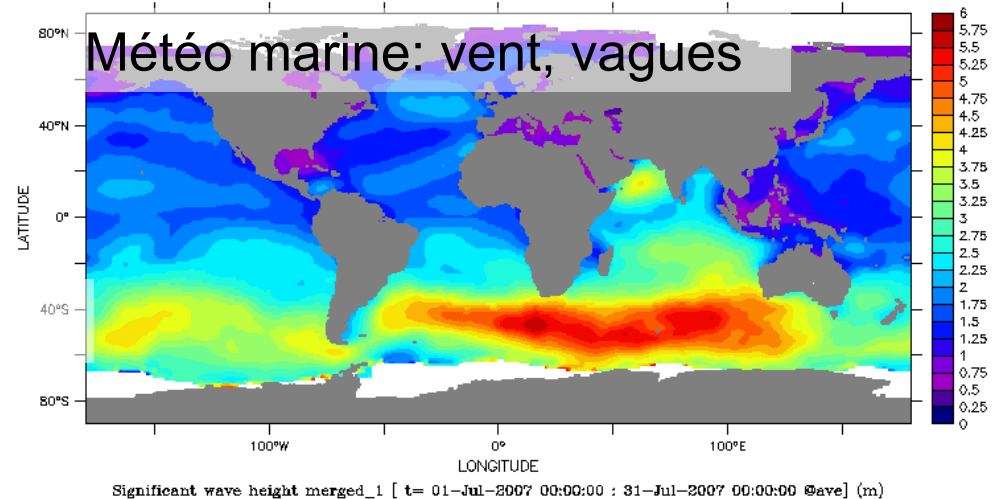 Météo marine: vent, vagues
80°N
40°N
0°
40°S
80°S
LATITUDE
100°W
0°
100°E
LONGITUDE
6
5.75
5.5
5.25
5
4.75
4.5
4.25
4
3.75
3.5
3.25
3
2.75
2.5
2.25
2
1.75
1.5
1.25
1
0.75
0.5
0.25
0
Significant wave height merged_1 [ t= 01-Jul-2007 00:00:00 : 31-Jul-2007 00:00:00 @ave] (m)